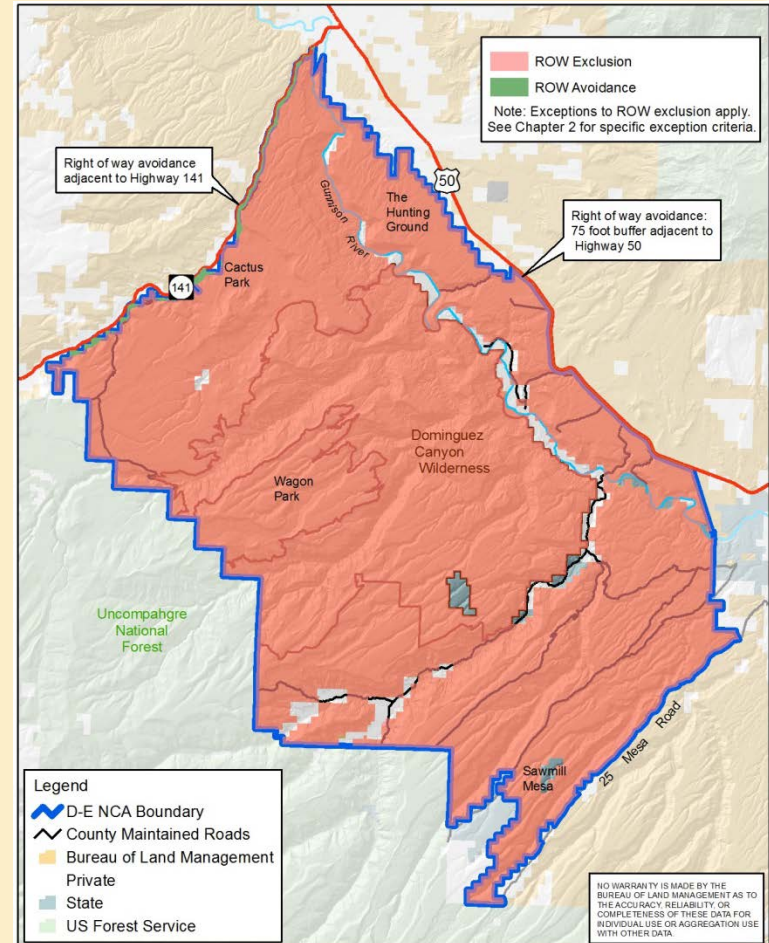 ROW Exclusion
ROW Avoidance
Note: Exceptions to ROW exclusion apply.
See Chapter 2 for specific exception criteria.
Right of way avoidance
adjacent to Highway 141
50
The
Hunting
Ground
Right of way avoidance:
75 foot buffer adjacent to
Highway 50
Gunnison River
Cactus
Park
141
Dominguez
Canyon
Wilderness
Wagon
Park
Uncompahgre
National
Forest
25 Mesa Road
Sawmill
Mesa
Legend
D-E NCA Boundary
County Maintained Roads
Bureau of Land Management
Private
State
US Forest Service
NO WARRANTY IS MADE BY THE
BUREAU OF LAND MANAGEMENT AS TO
THE ACCURACY, RELIABILITY, OR
COMPLETENESS OF THESE DATA FOR
INDIVIDUAL USE OR AGGREGATION USE
WITH OTHER DATA.